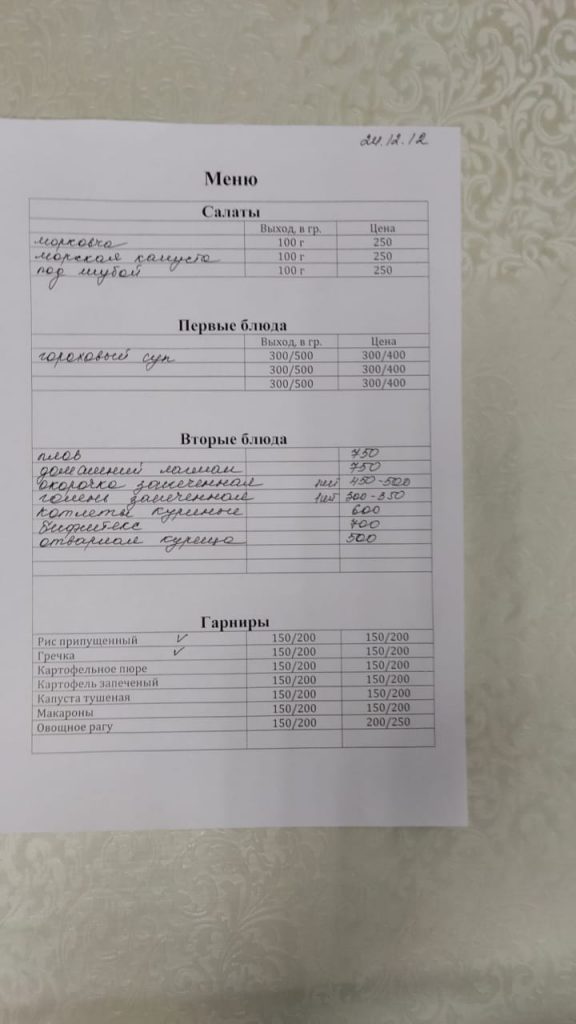 24.12.12
Меню
Салаты
Выход, в гр. Цена
морковча 100 г 250
морская капуста 100 г 250
под шубой 100 г 250
Первые блюда
Выход, в гр. Цена
гороховый суп 300/500 300/400
300/500 300/400
300/500 300/400
Вторые блюда
плов 750
домашний лагман 750
окорочка запеченная 1шт 450-500
голень запеченная 1шт 300-350
котлеты куриные 600
бифштекс 700
отварная курица 500
Гарниры
Рис припущенный ✓ 150/200 150/200
Гречка ✓ 150/200 150/200
Картофельное пюре 150/200 150/200
Картофель запеченый 150/200 150/200
Капуста тушеная 150/200 150/200
Макароны 150/200 150/200
Овощное рагу 150/200 200/250